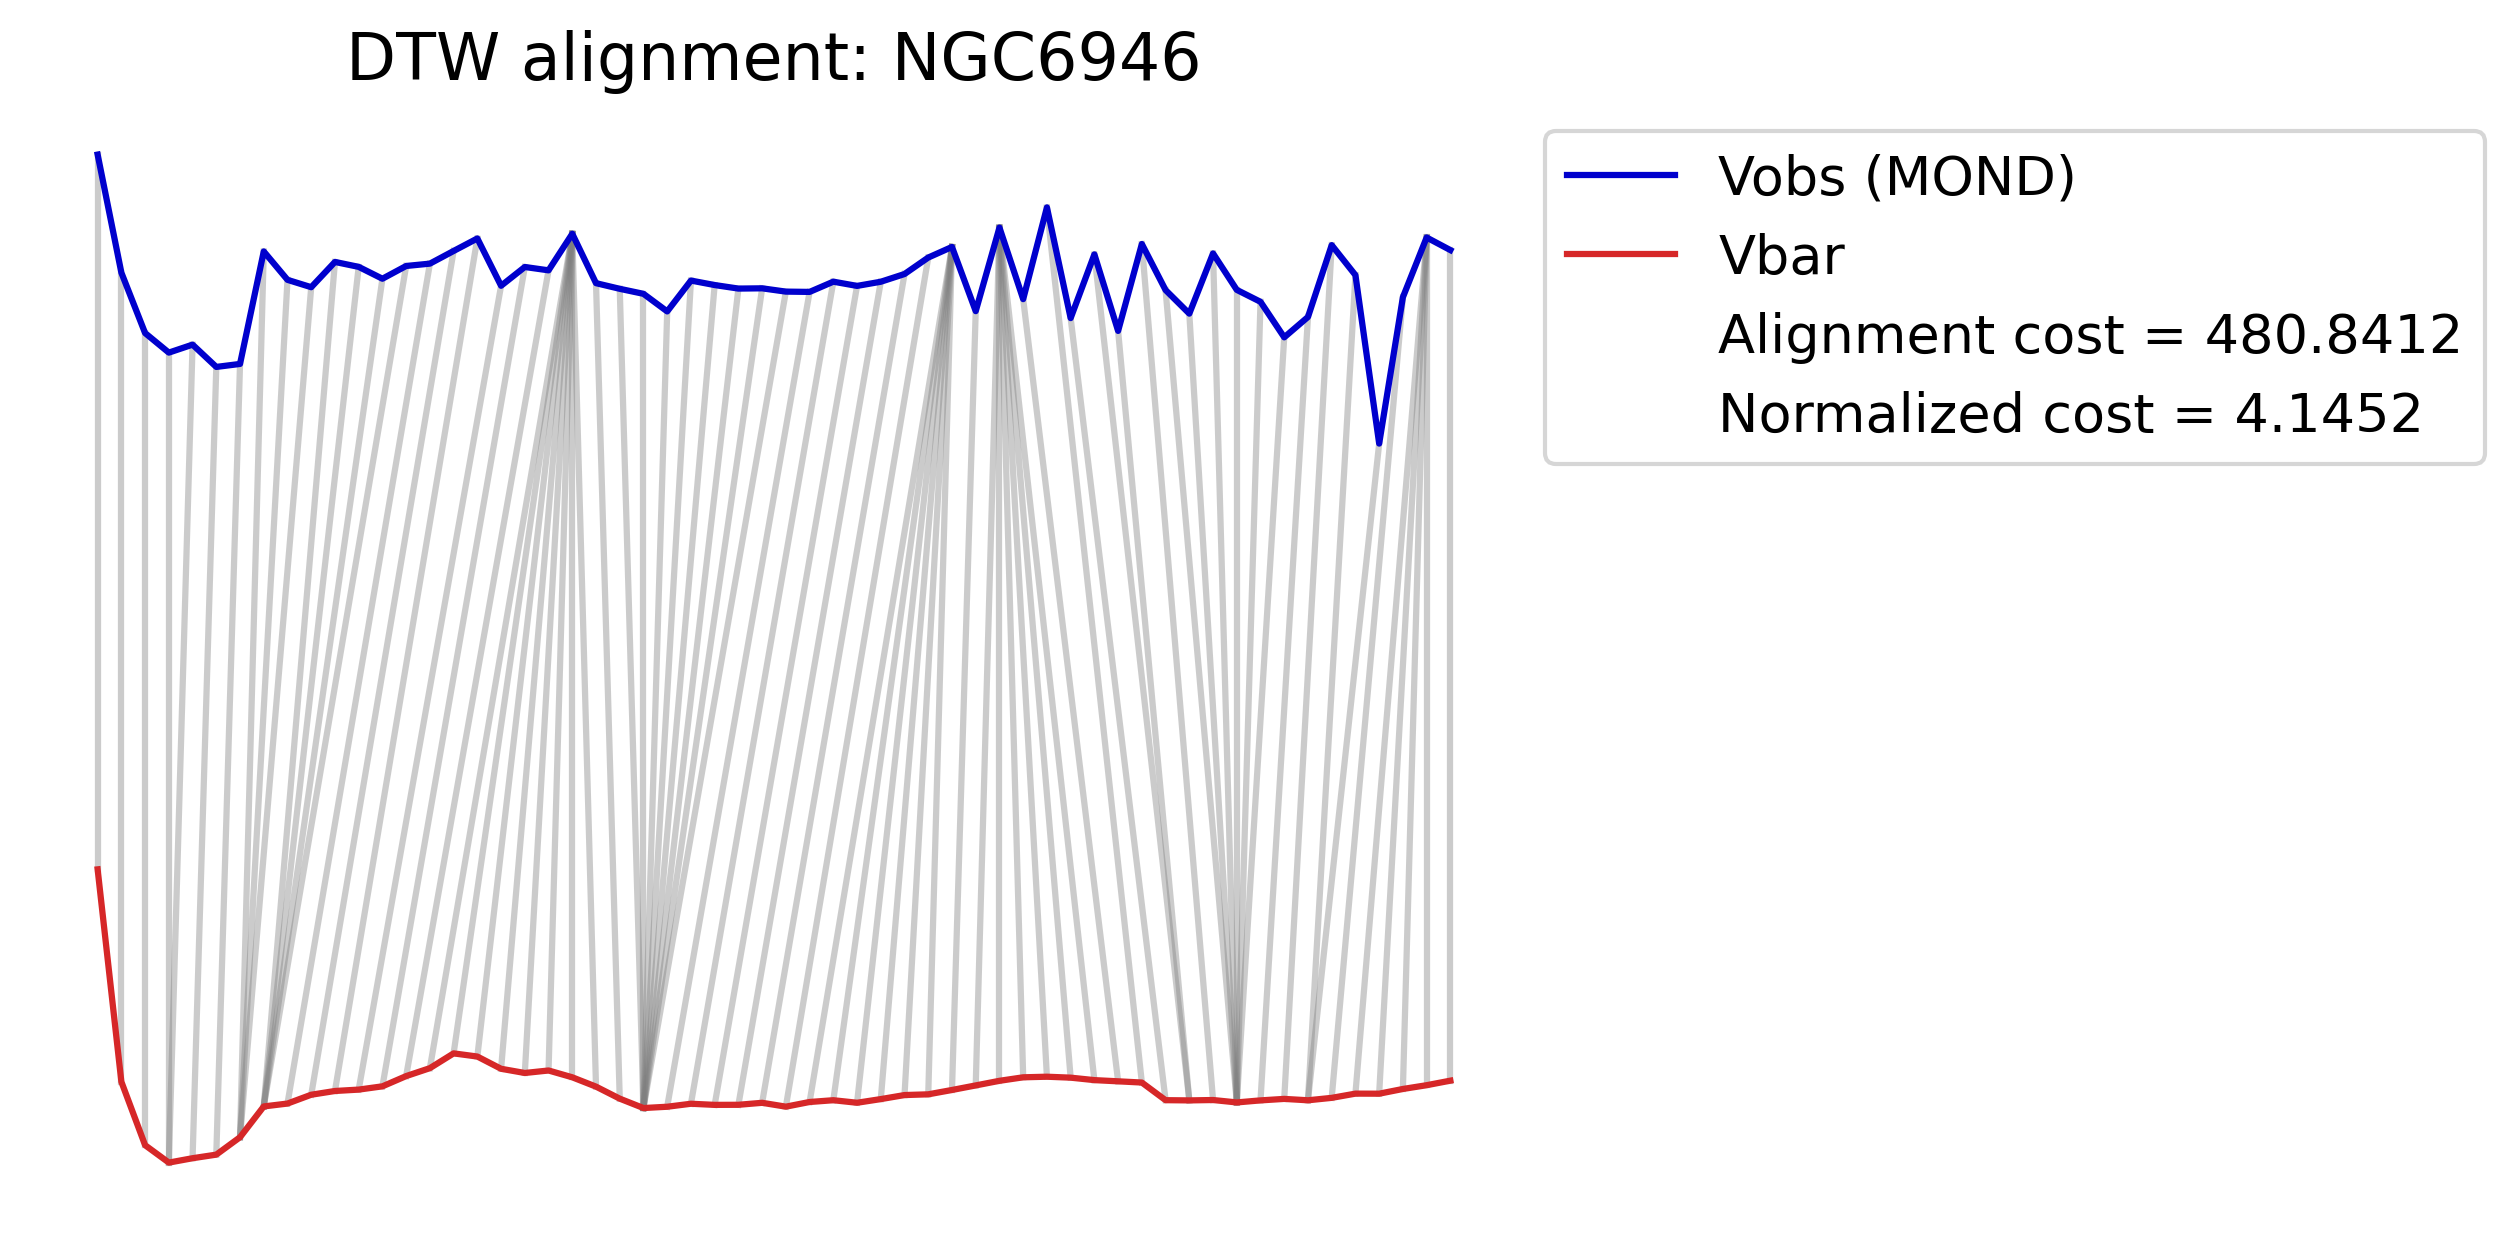 DTW alignment: NGC6946
Vobs (MOND)
Vbar
Alignment cost = 480.8412
Normalized cost = 4.1452